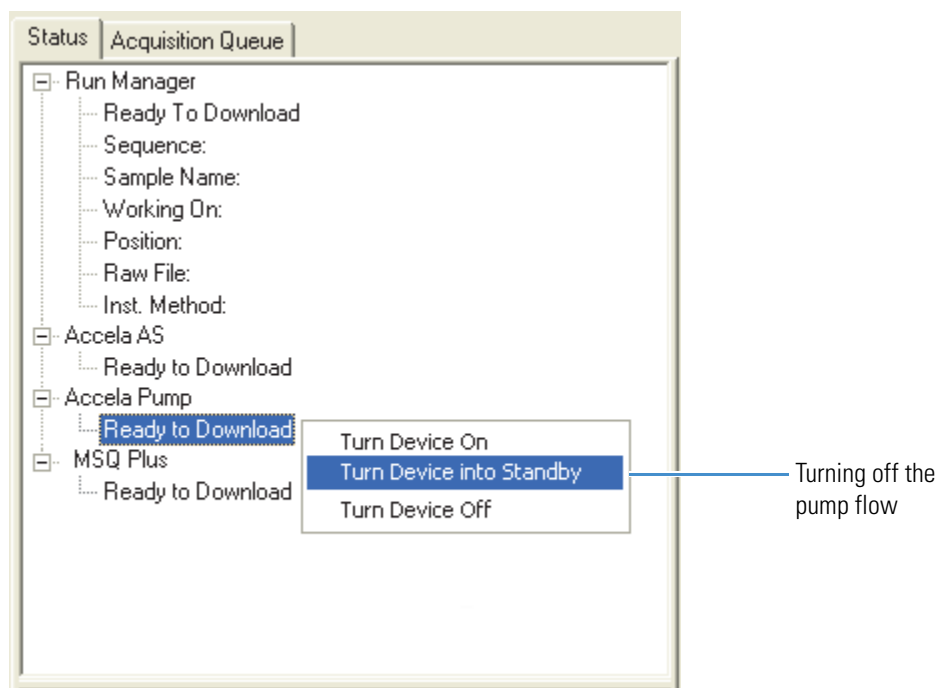 Status
Acquisition Queue
Run Manager
Ready To Download
Sequence:
Sample Name:
Working On:
Position:
Raw File:
Inst. Method:
Accela AS
Ready to Download
Accela Pump
Ready to Download
MSQ Plus
Ready to Download
Turn Device On
Turn Device into Standby
Turn Device Off
Turning off the
pump flow